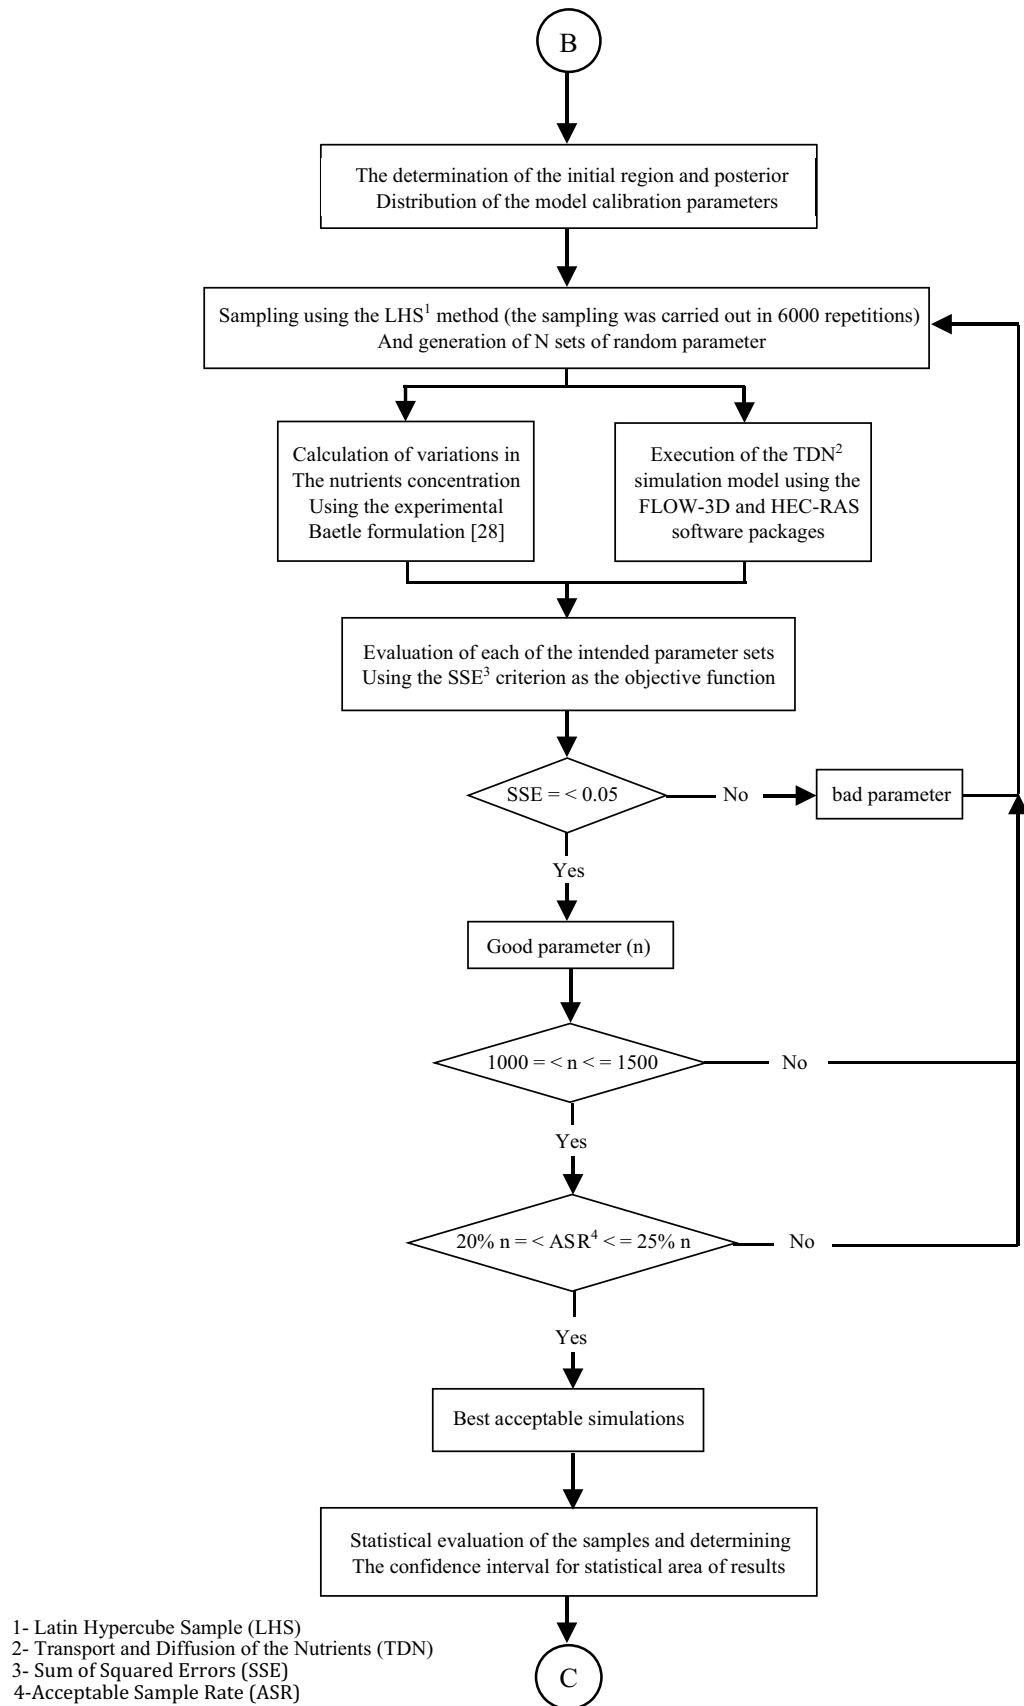 B
The determination of the initial region and posterior
Distribution of the model calibration parameters
Sampling using the LHS¹ method (the sampling was carried out in 6000 repetitions)
And generation of N sets of random parameter
Calculation of variations in
The nutrients concentration
Using the experimental
Baetle formulation [28]
Execution of the TDN²
simulation model using the
FLOW-3D and HEC-RAS
software packages
Evaluation of each of the intended parameter sets
Using the SSE³ criterion as the objective function
SSE = < 0.05
No
bad parameter
Yes
Good parameter (n)
1000 = < n < = 1500
No
Yes
20% n = < ASR⁴ < = 25% n
No
Yes
Best acceptable simulations
Statistical evaluation of the samples and determining
The confidence interval for statistical area of results
C
1- Latin Hypercube Sample (LHS)
2- Transport and Diffusion of the Nutrients (TDN)
3- Sum of Squared Errors (SSE)
4-Acceptable Sample Rate (ASR)